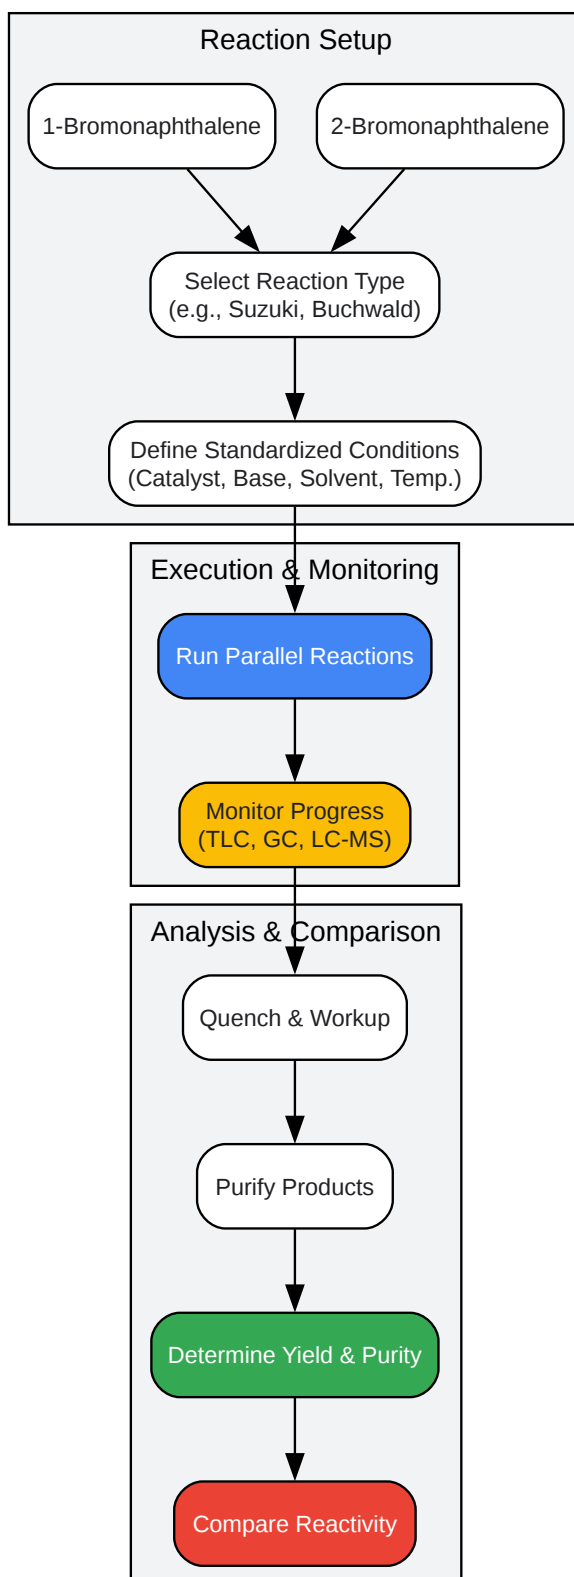 Reaction Setup
1-Bromonaphthalene
2-Bromonaphthalene
Select Reaction Type
(e.g., Suzuki, Buchwald)
Define Standardized Conditions
(Catalyst, Base, Solvent, Temp.)
Execution & Monitoring
Run Parallel Reactions
Monitor Progress
(TLC, GC, LC-MS)
Analysis & Comparison
Quench & Workup
Purify Products
Determine Yield & Purity
Compare Reactivity